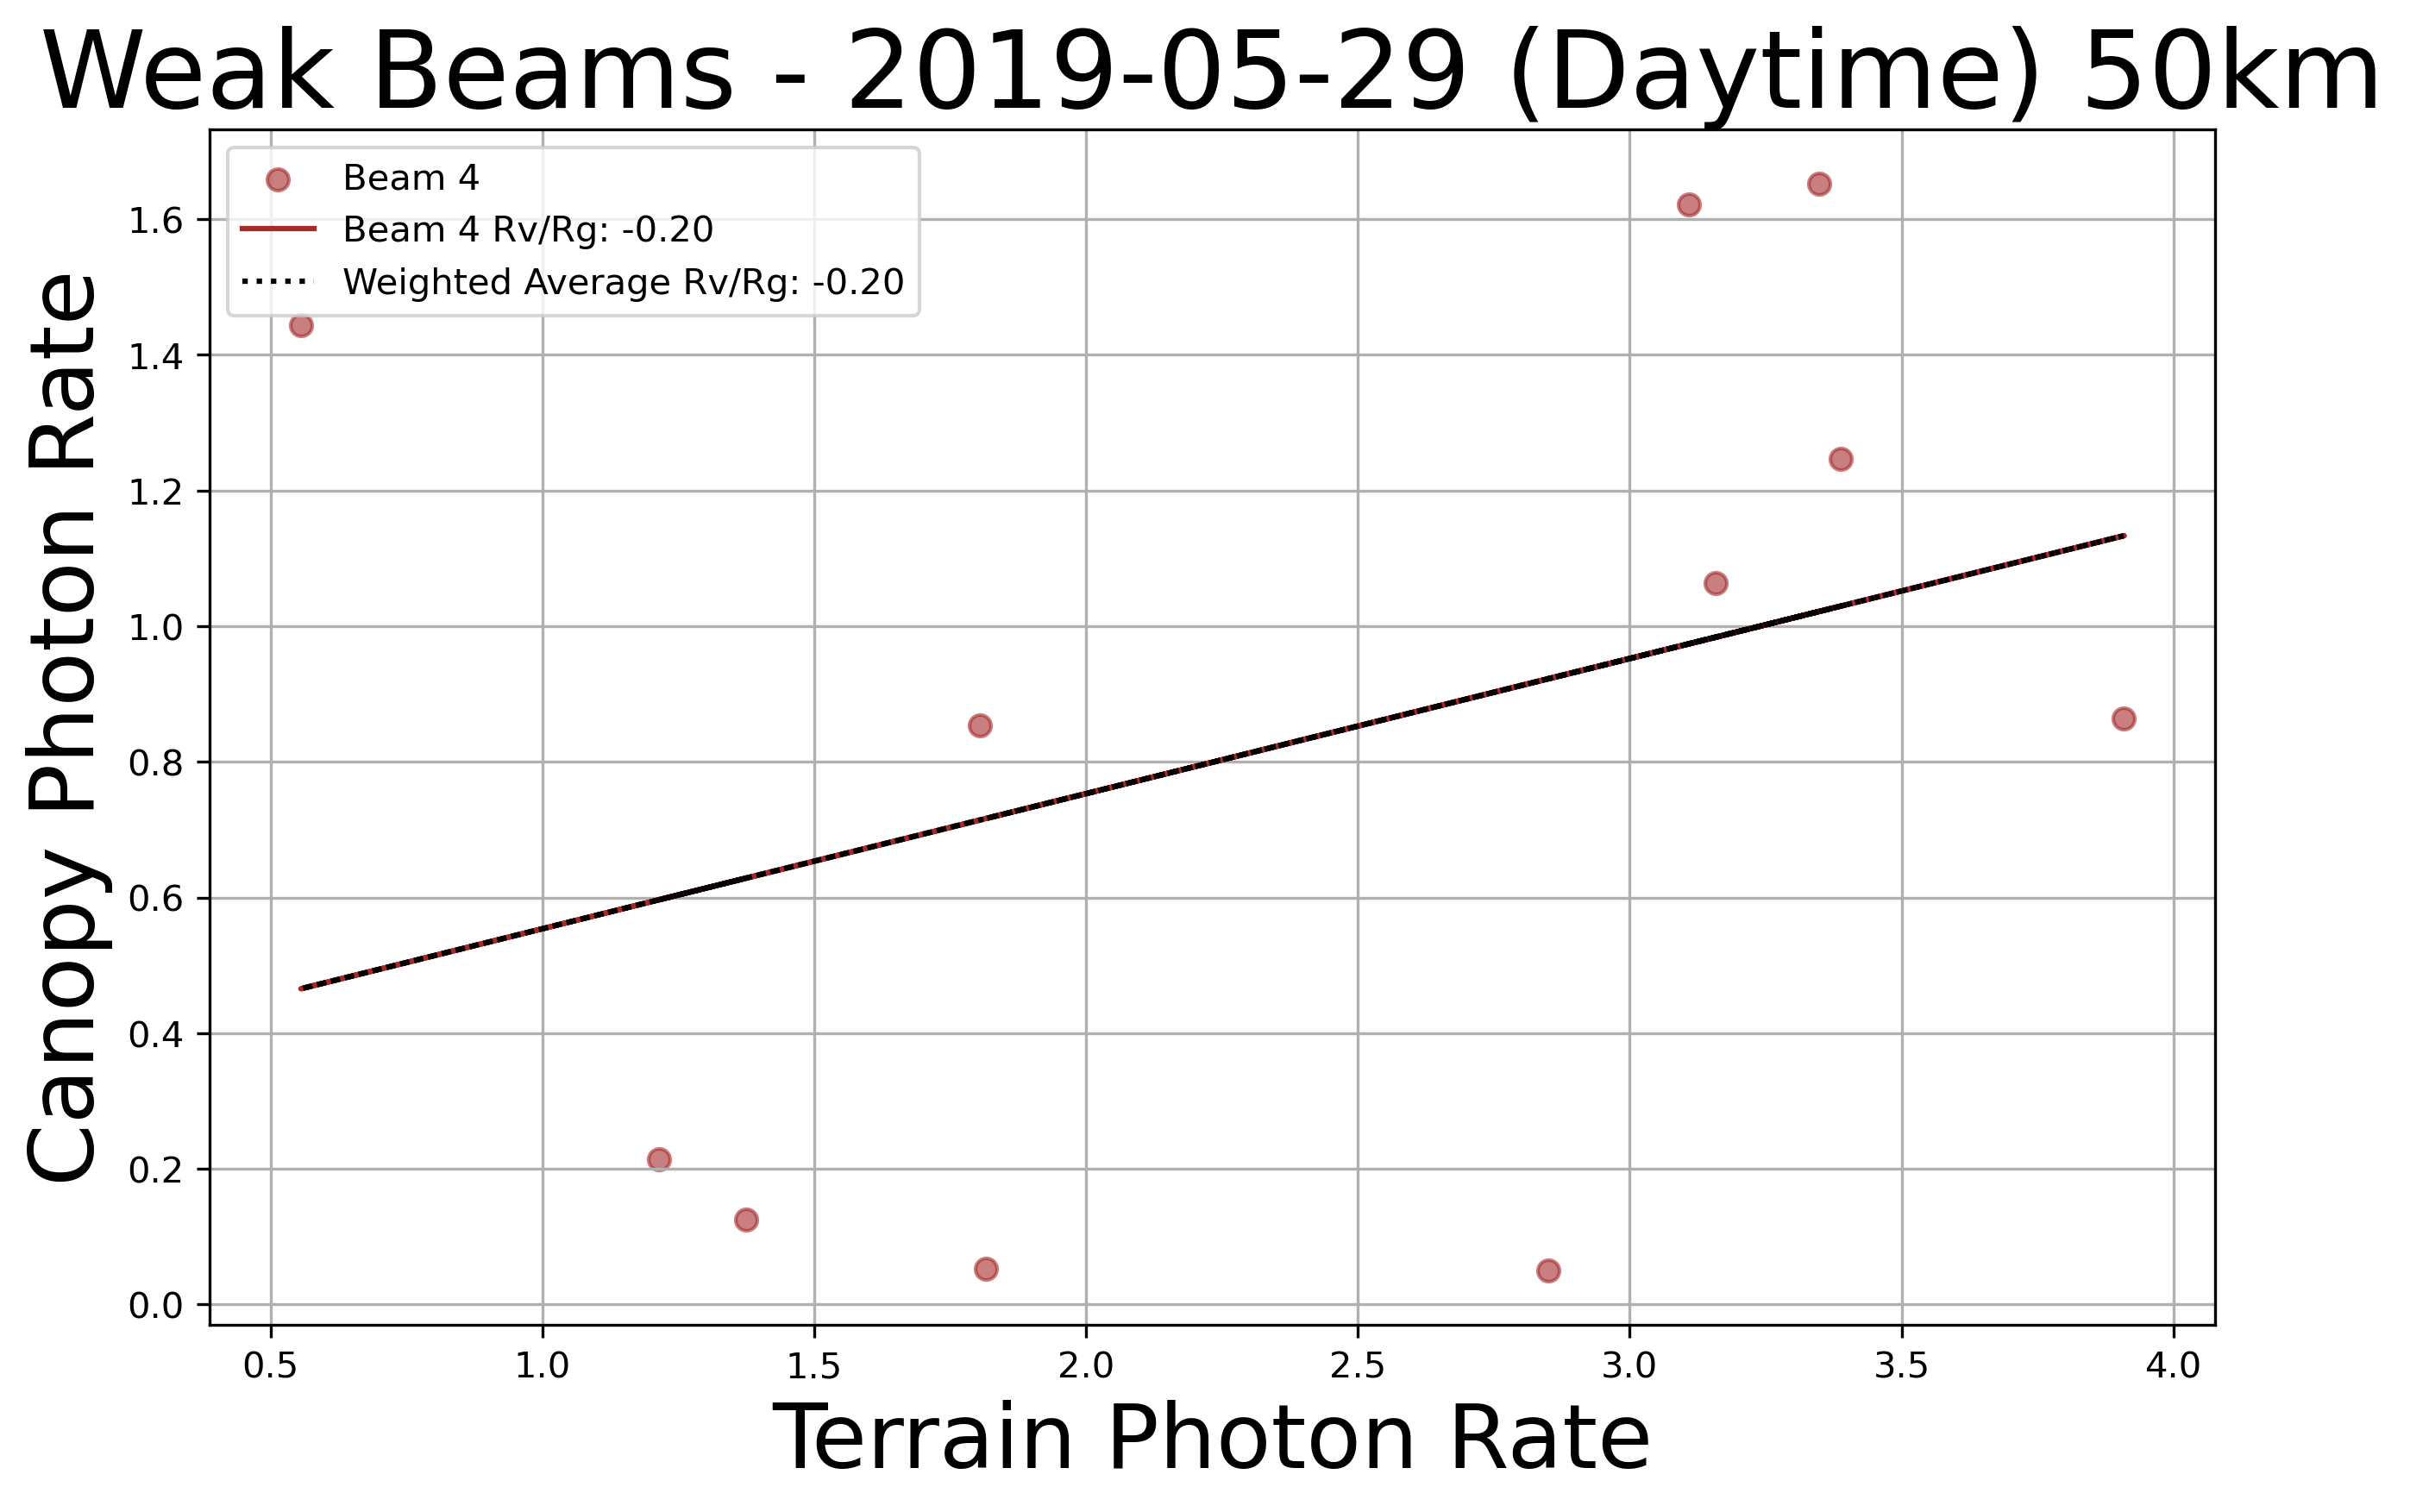 Weak Beams - 2019-05-29 (Daytime) 50km
Beam 4
Beam 4 Rv/Rg: -0.20
Weighted Average Rv/Rg: -0.20
Canopy Photon Rate
1.6
1.4
1.2
1.0
0.8
0.6
0.4
0.2
0.0
0.5 1.0 1.5 2.0 2.5 3.0 3.5 4.0
Terrain Photon Rate